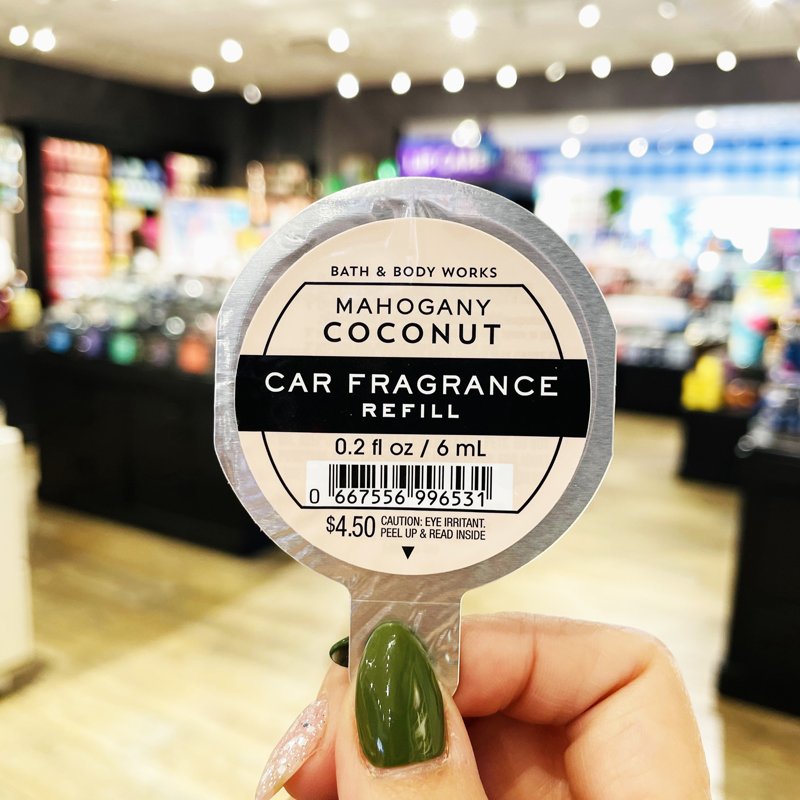 BATH & BODY WORKS
MAHOGANY
COCONUT
CAR FRAGRANCE
REFILL
0.2 fl oz / 6 mL
0 667556 996531
$4.50 CAUTION: EYE IRRITANT.
PEEL UP & READ INSIDE